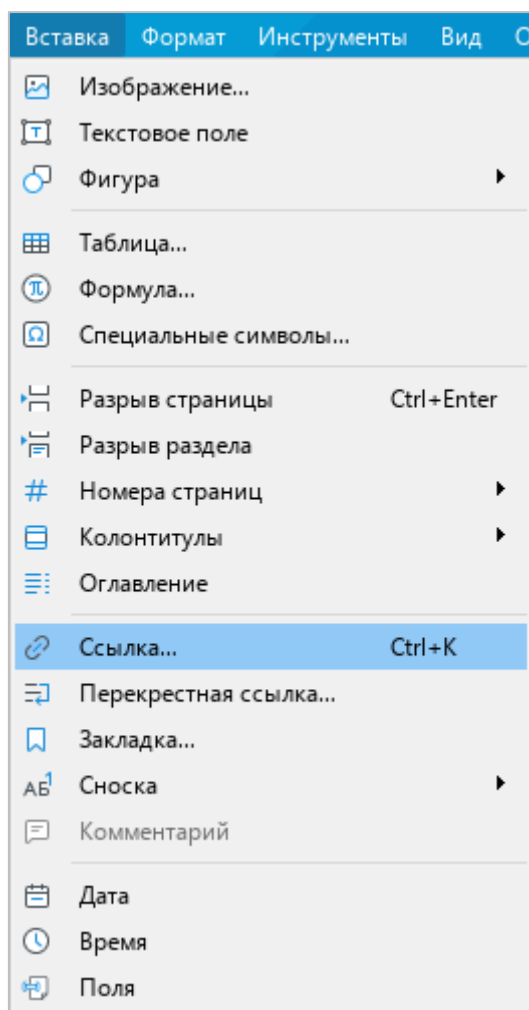 Вставка Формат Инструменты Вид
Изображение...
Текстовое поле
Фигура
Таблица...
Формула...
Специальные символы...
Разрыв страницы Ctrl+Enter
Разрыв раздела
Номера страниц
Колонтитулы
Оглавление
Ссылка... Ctrl+K
Перекрестная ссылка...
Закладка...
Сноска
Комментарий
Дата
Время
Поля